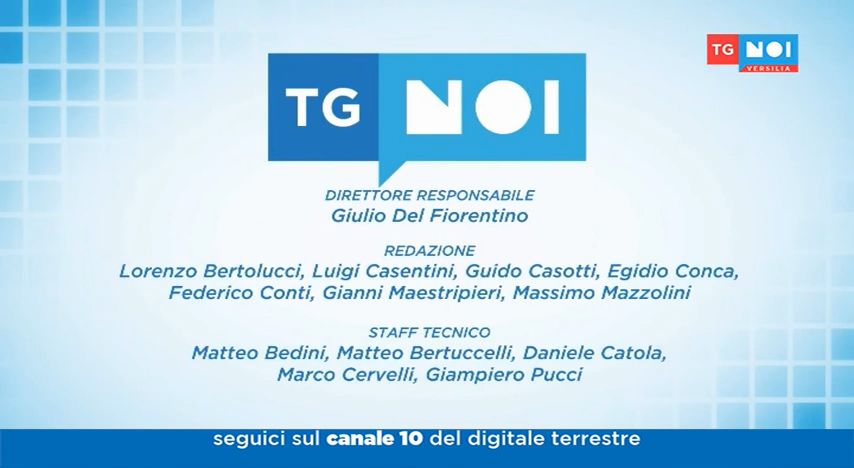 TG NOI
VERSILIA
TG NOI
DIRETTORE RESPONSABILE
Giulio Del Fiorentino
REDAZIONE
Lorenzo Bertolucci, Luigi Casentini, Guido Casotti, Egidio Conca,
Federico Conti, Gianni Maestripieri, Massimo Mazzolini
STAFF TECNICO
Matteo Bedini, Matteo Bertuccelli, Daniele Catola,
Marco Cervelli, Giampiero Pucci
seguici sul canale 10 del digitale terrestre